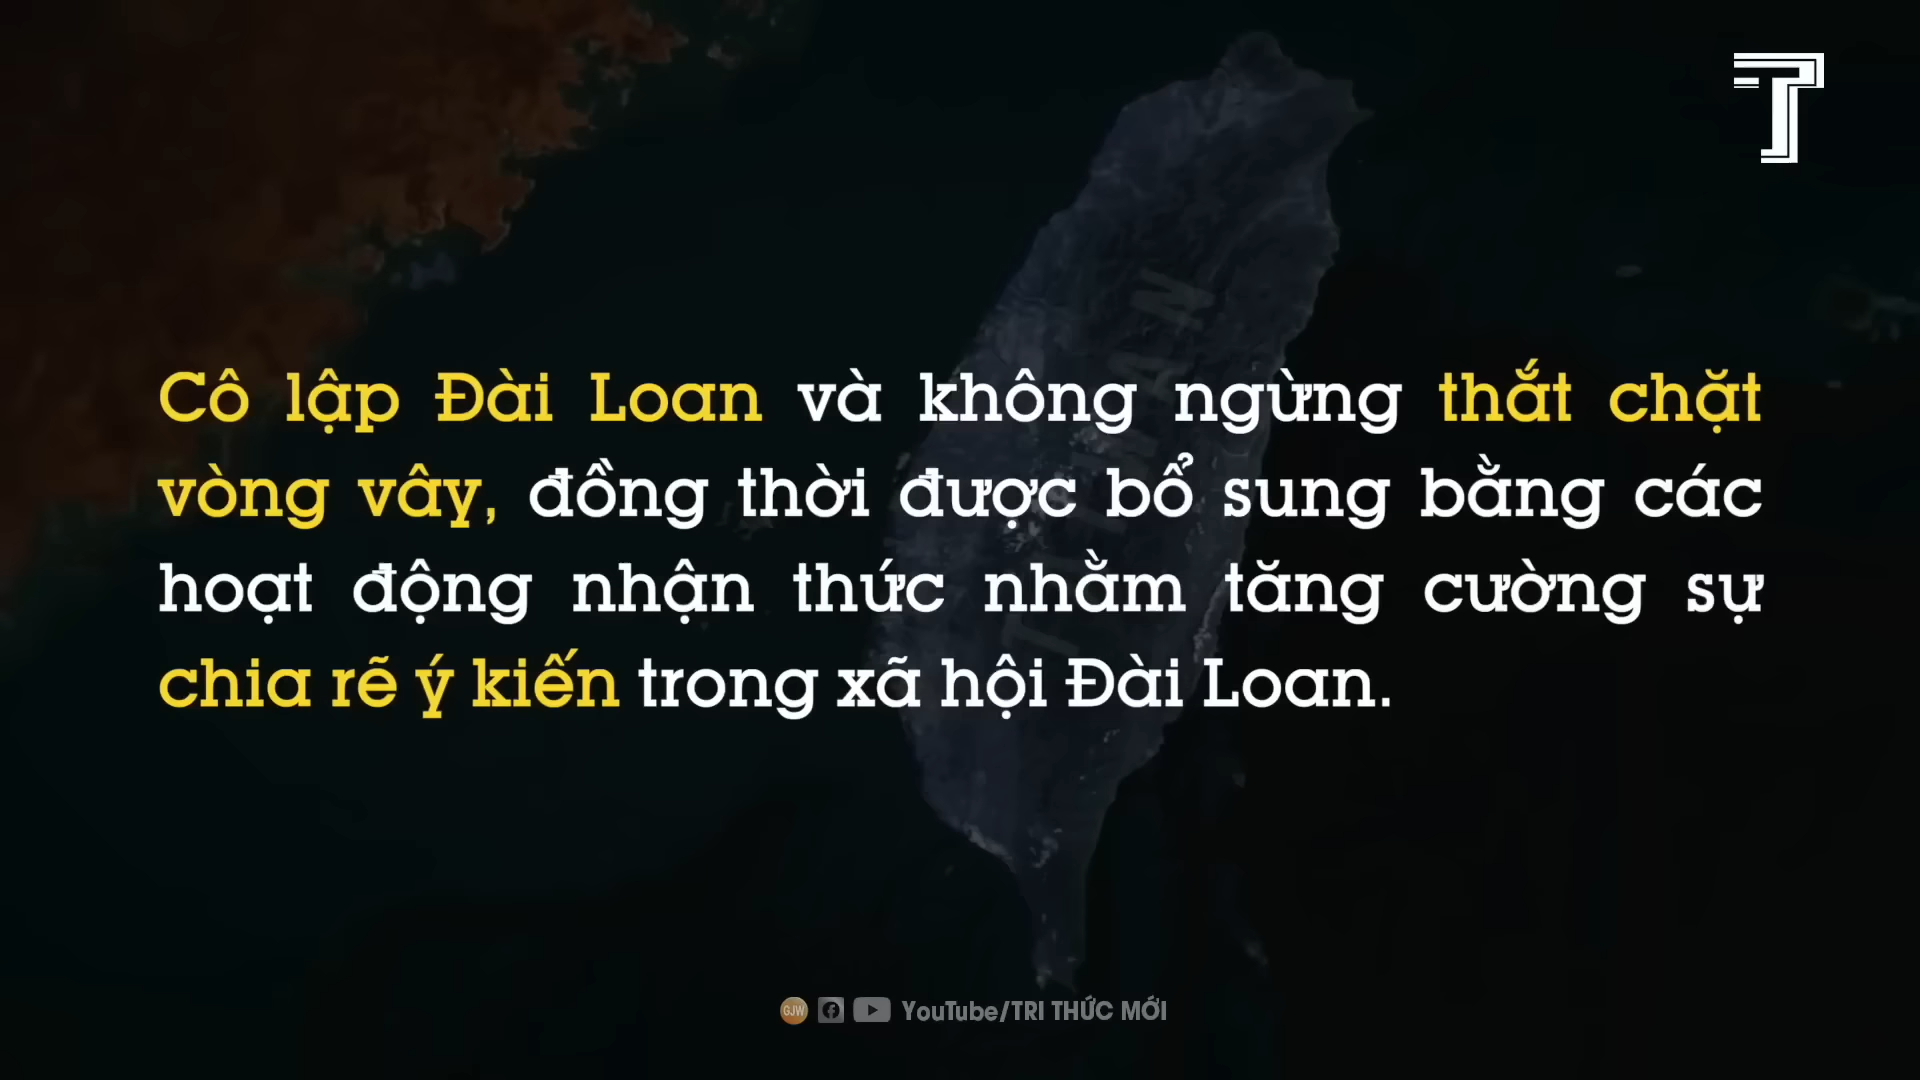 Cô lập Đài Loan và không ngừng thắt chặt
vòng vây, đồng thời được bổ sung bằng các
hoạt động nhận thức nhằm tăng cường sự
chia rẽ ý kiến trong xã hội Đài Loan.
TAIWAN
GJW YouTube/TRI THỨC MỚI